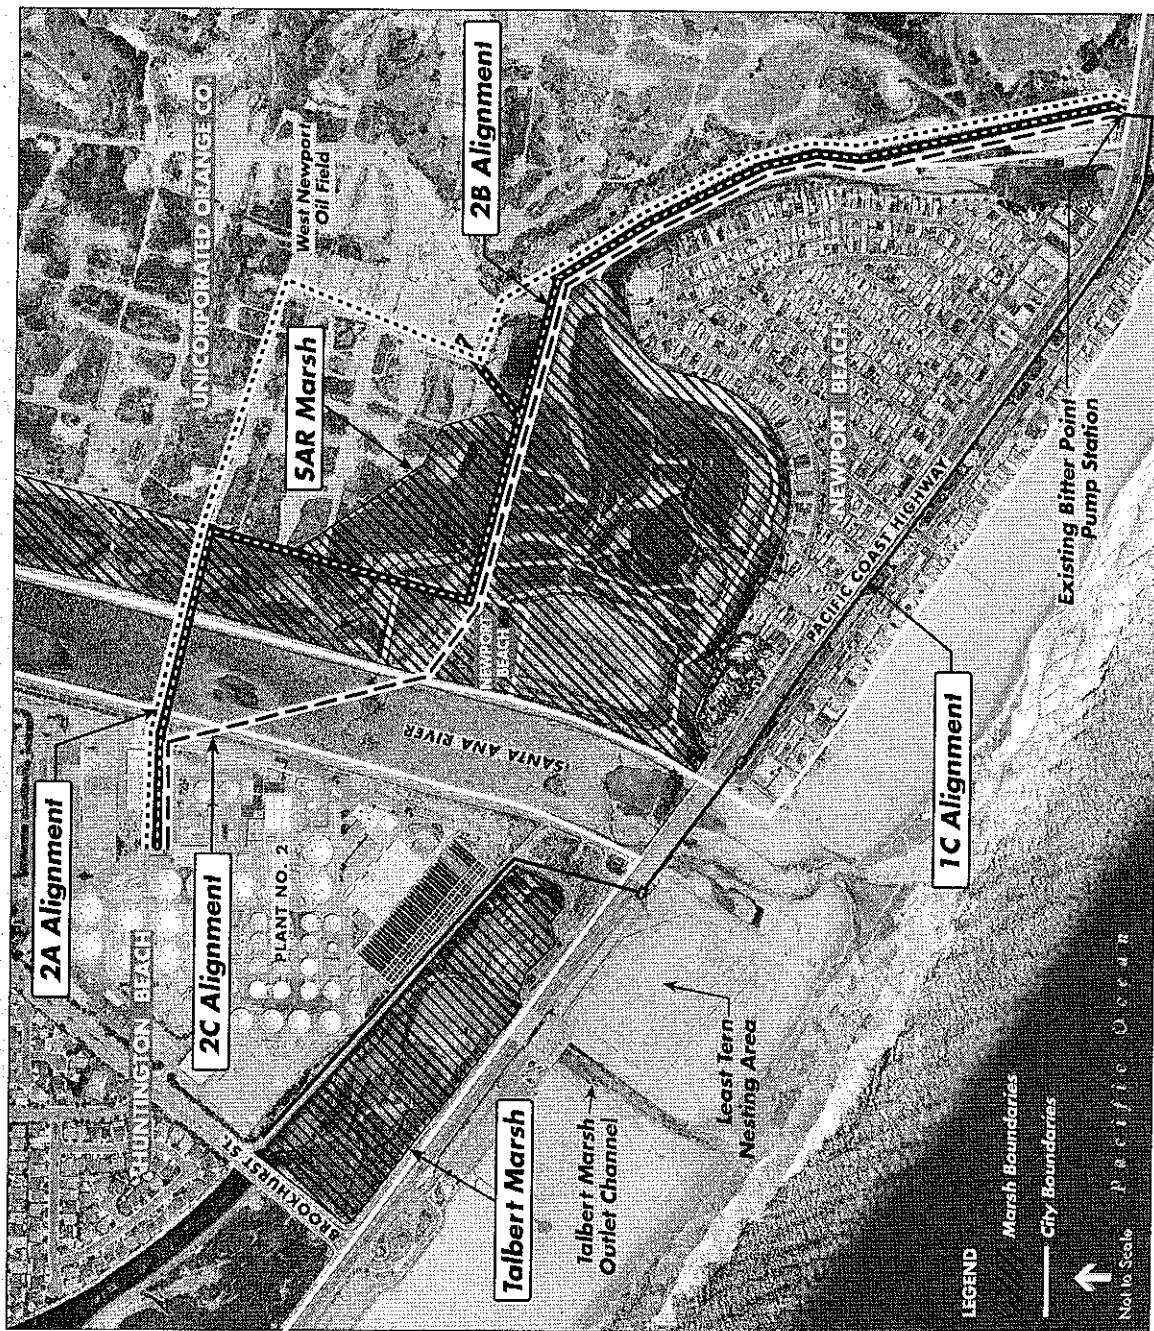 2A Alignment
HUNTINGTON BEACH
2C Alignment
PLANT NO. 2
BROOKHURST ST.
Talbert Marsh
Talbert Marsh
Outlet Channel
Least Tern
Nesting Area
UNICORPORATED ORANGE CO.
West Newport
Oil Field
SAR Marsh
2B Alignment
SANTA ANA RIVER
NEWPORT
BEACH
NEWPORT BEACH
PACIFIC COAST HIGHWAY
1C Alignment
Existing Bitter Point
Pump Station
LEGEND
Marsh Boundaries
City Boundaries
Not to Scale
Pacific Ocean